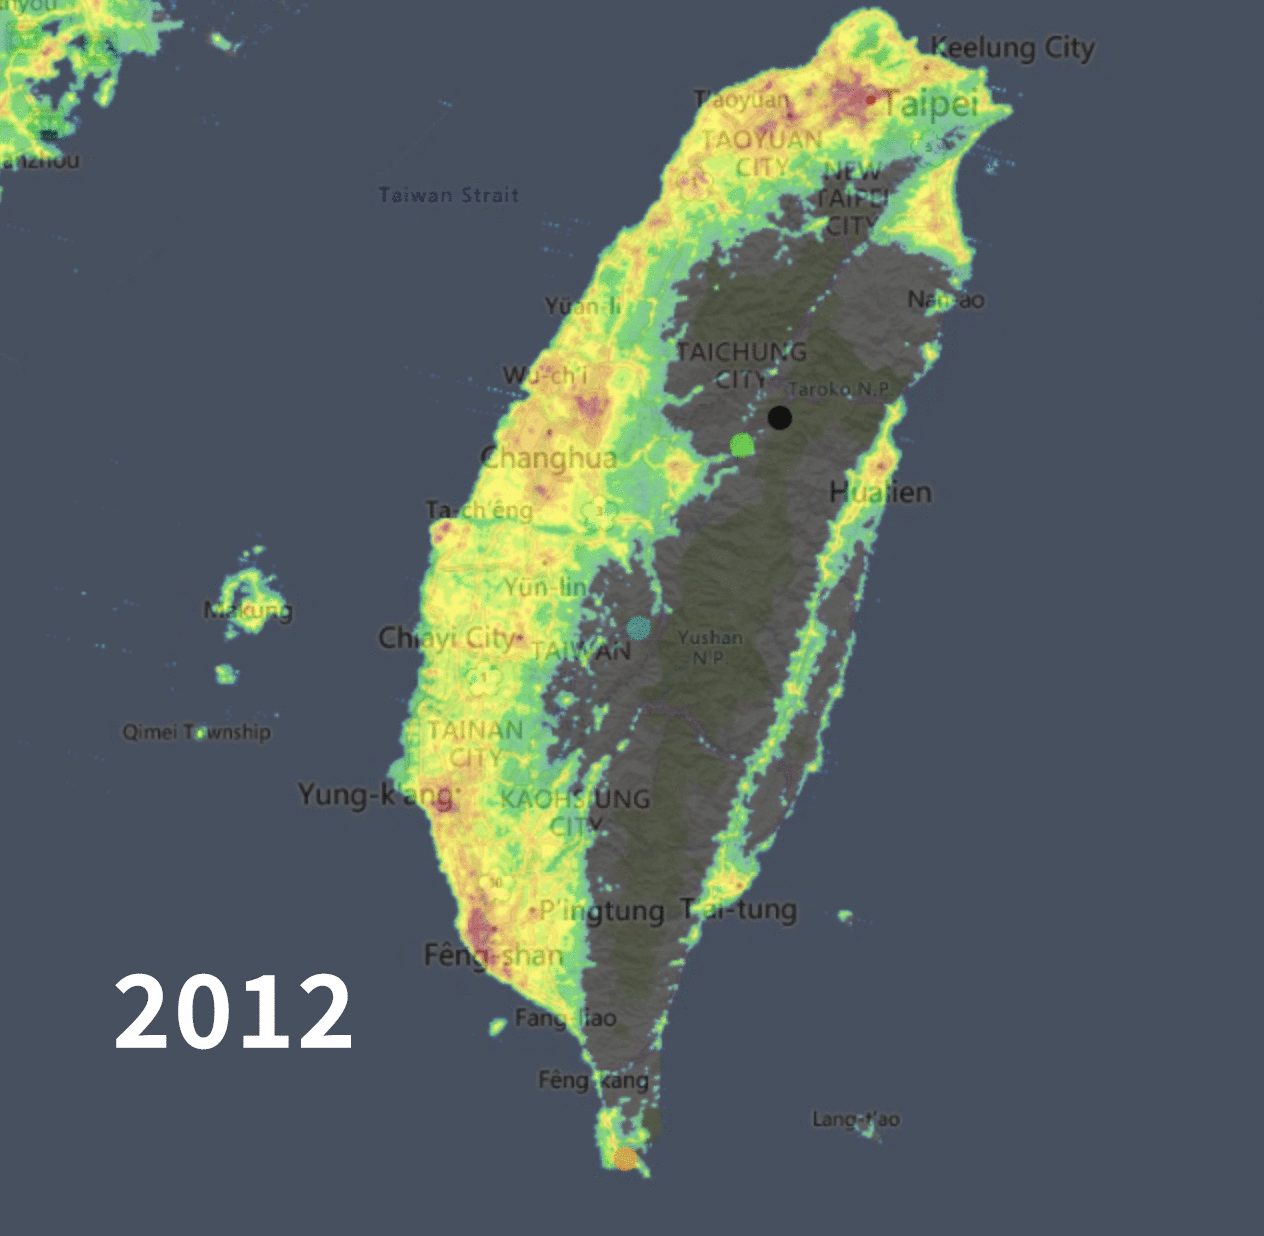 Keelung City
Taipei
T'aoyuan
TAOYUAN
CITY
NEW
TAIPEI
CITY
Taiwan Strait
anzhou
Yüan-li
Nan-ao
Wu-ch'i
TAICHUNG
CITY
Taroko N.P.
Changhua
Hualien
Ta-ch'êng
Yün-lin
Makung
Chiayi City
TAIWAN
Yushan
N.P.
Qimei Township
TAINAN
CITY
Yung-k'ang
KAOHSIUNG
CITY
P'ingtung
T'ai-tung
Fêng-shan
2012
Fang-liao
Fêng-kang
Lang-t'ao